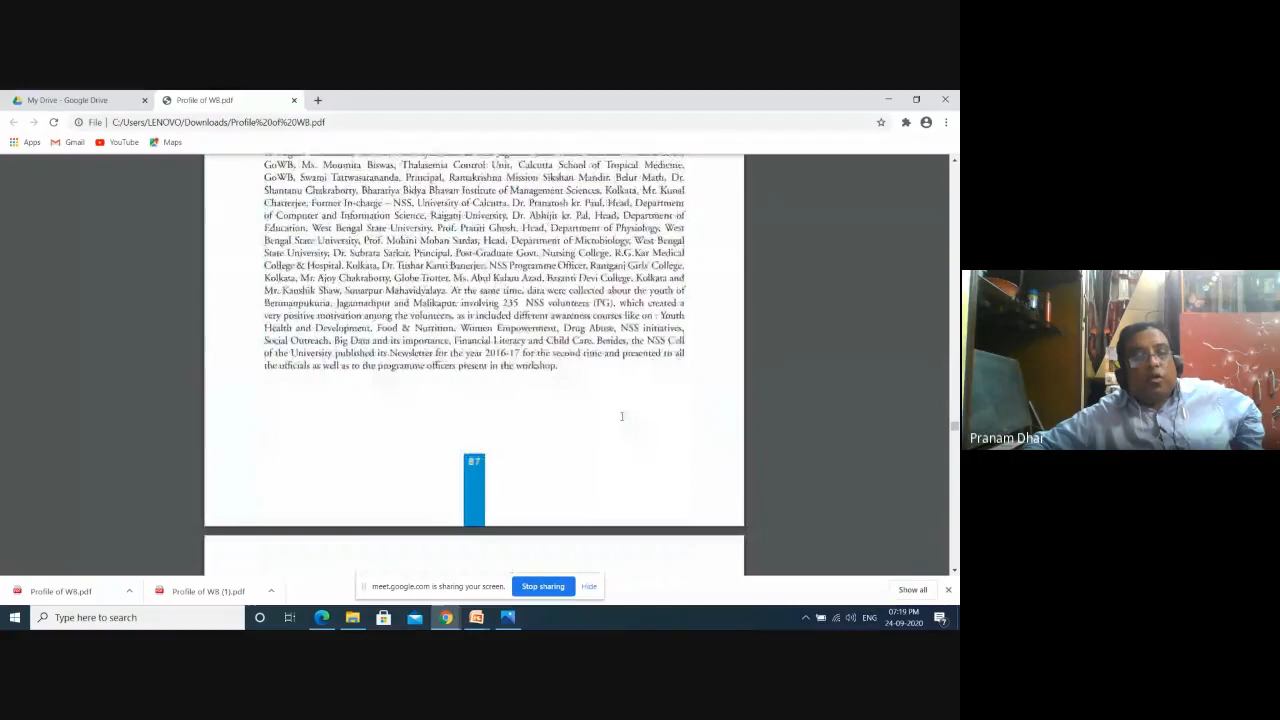 My Drive - Google Drive
Profile of WB.pdf
File | C:/Users/LENOVO/Downloads/Profile%20of%20WB.pdf
Apps Gmail YouTube Maps
GoWB, Ms. Moumita Biswas, Thalasemia Control Unit, Calcutta School of Tropical Medicine,
GoWB, Swami Tattwasarananda, Principal, Ramakrishna Mission Sikshan Mandir, Belur Math, Dr.
Shantanu Chakraborty, Bharatiya Bidya Bhavan Institute of Management Sciences, Kolkata, Mr. Kunal
Chatterjee, Former In-charge – NSS, University of Calcutta. Dr. Pranatosh kr. Paul, Head, Department
of Computer and Information Science, Raiganj University, Dr. Abhijit kr. Pal, Head, Department of
Education, West Bengal State University, Prof. Pratiti Ghosh, Head, Department of Physiology, West
Bengal State University, Prof. Mohini Mohan Sardar, Head, Department of Microbiology, West Bengal
State University, Dr. Subrata Sarkar, Principal, Post-Graduate Govt. Nursing College, R.G.Kar Medical
College & Hospital, Kolkata, Dr. Tushar Kanti Banerjee, NSS Programme Officer, Raniganj Girls College,
Kolkata, Mr. Ajoy Chakraborty, Globe Trotter, Ms. Abul Kalam Azad, Basanti Devi College, Kolkata and
Mr. Kaushik Shaw, Sonarpur Mahavidyalaya. At the same time, data were collected about the youth of
Berunanpukuria, Jagannathpur and Malikapur, involving 235 NSS volunteers (PG), which created a
very positive motivation among the volunteers, as it included different awareness courses like on : Youth
Health and Development, Food & Nutrition, Women Empowerment, Drug Abuse, NSS initiatives,
Social Outreach, Big Data and its importance, Financial Literacy and Child Care. Besides, the NSS Cell
of the University published its Newsletter for the year 2016-17 for the second time and presented to all
the officials as well as to the programme officers present in the workshop.
87
meet.google.com is sharing your screen. Stop sharing Hide
Profile of WB.pdf
Profile of WB (1).pdf
Show all
Type here to search
ENG
07:19 PM
24-09-2020
Pranam Dhar